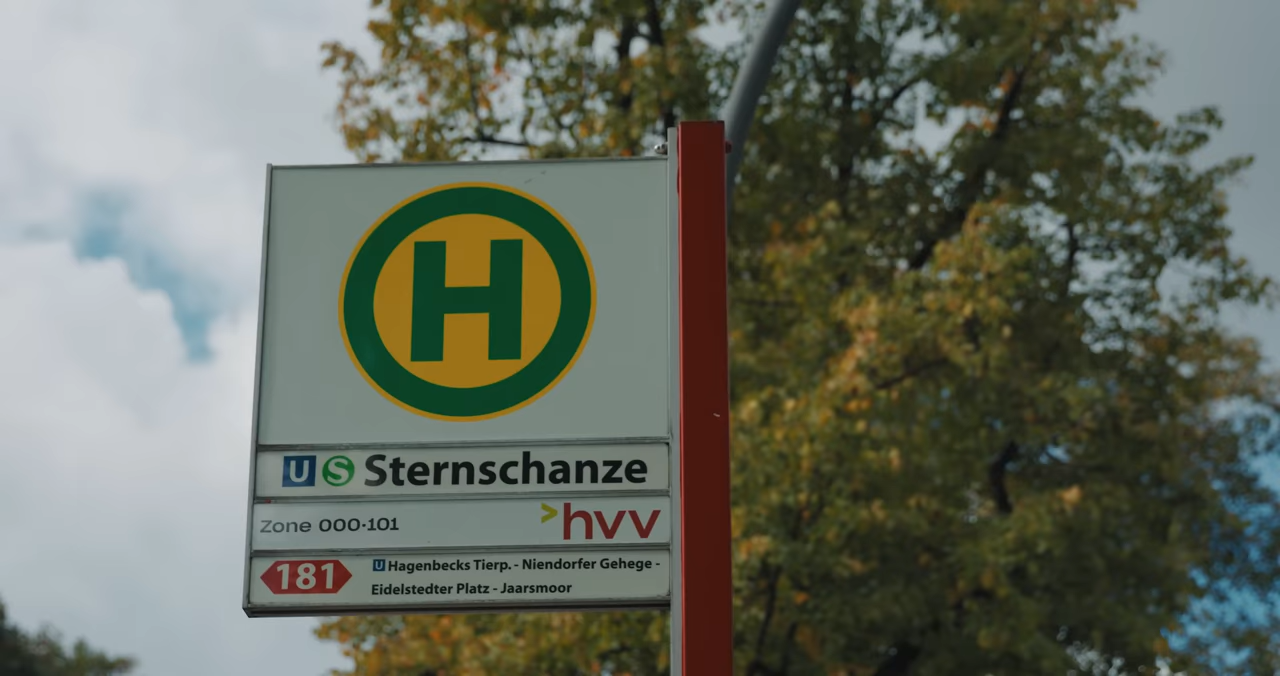 H
U S Sternschanze
Zone 000·101
>hvv
181
U Hagenbecks Tierp. - Niendorfer Gehege -
Eidelstedter Platz - Jaarsmoor